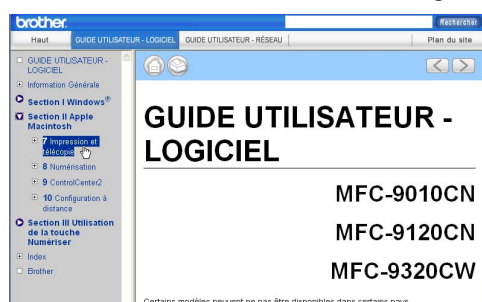 brother.
Rechercher
Haut
GUIDE UTILISATEUR - LOGICIEL
GUIDE UTILISATEUR - RÉSEAU
Plan du site
GUIDE UTILISATEUR -
LOGICIEL
Information Générale
Section I Windows®
Section II Apple
Macintosh
7 Impression et
télécopie
8 Numérisation
9 ControlCenter2
10 Configuration à
distance
Section III Utilisation
de la touche
Numériser
Index
Brother
GUIDE UTILISATEUR -
LOGICIEL
MFC-9010CN
MFC-9120CN
MFC-9320CW
Certains modèles peuvent ne pas être disponibles dans certains pays.